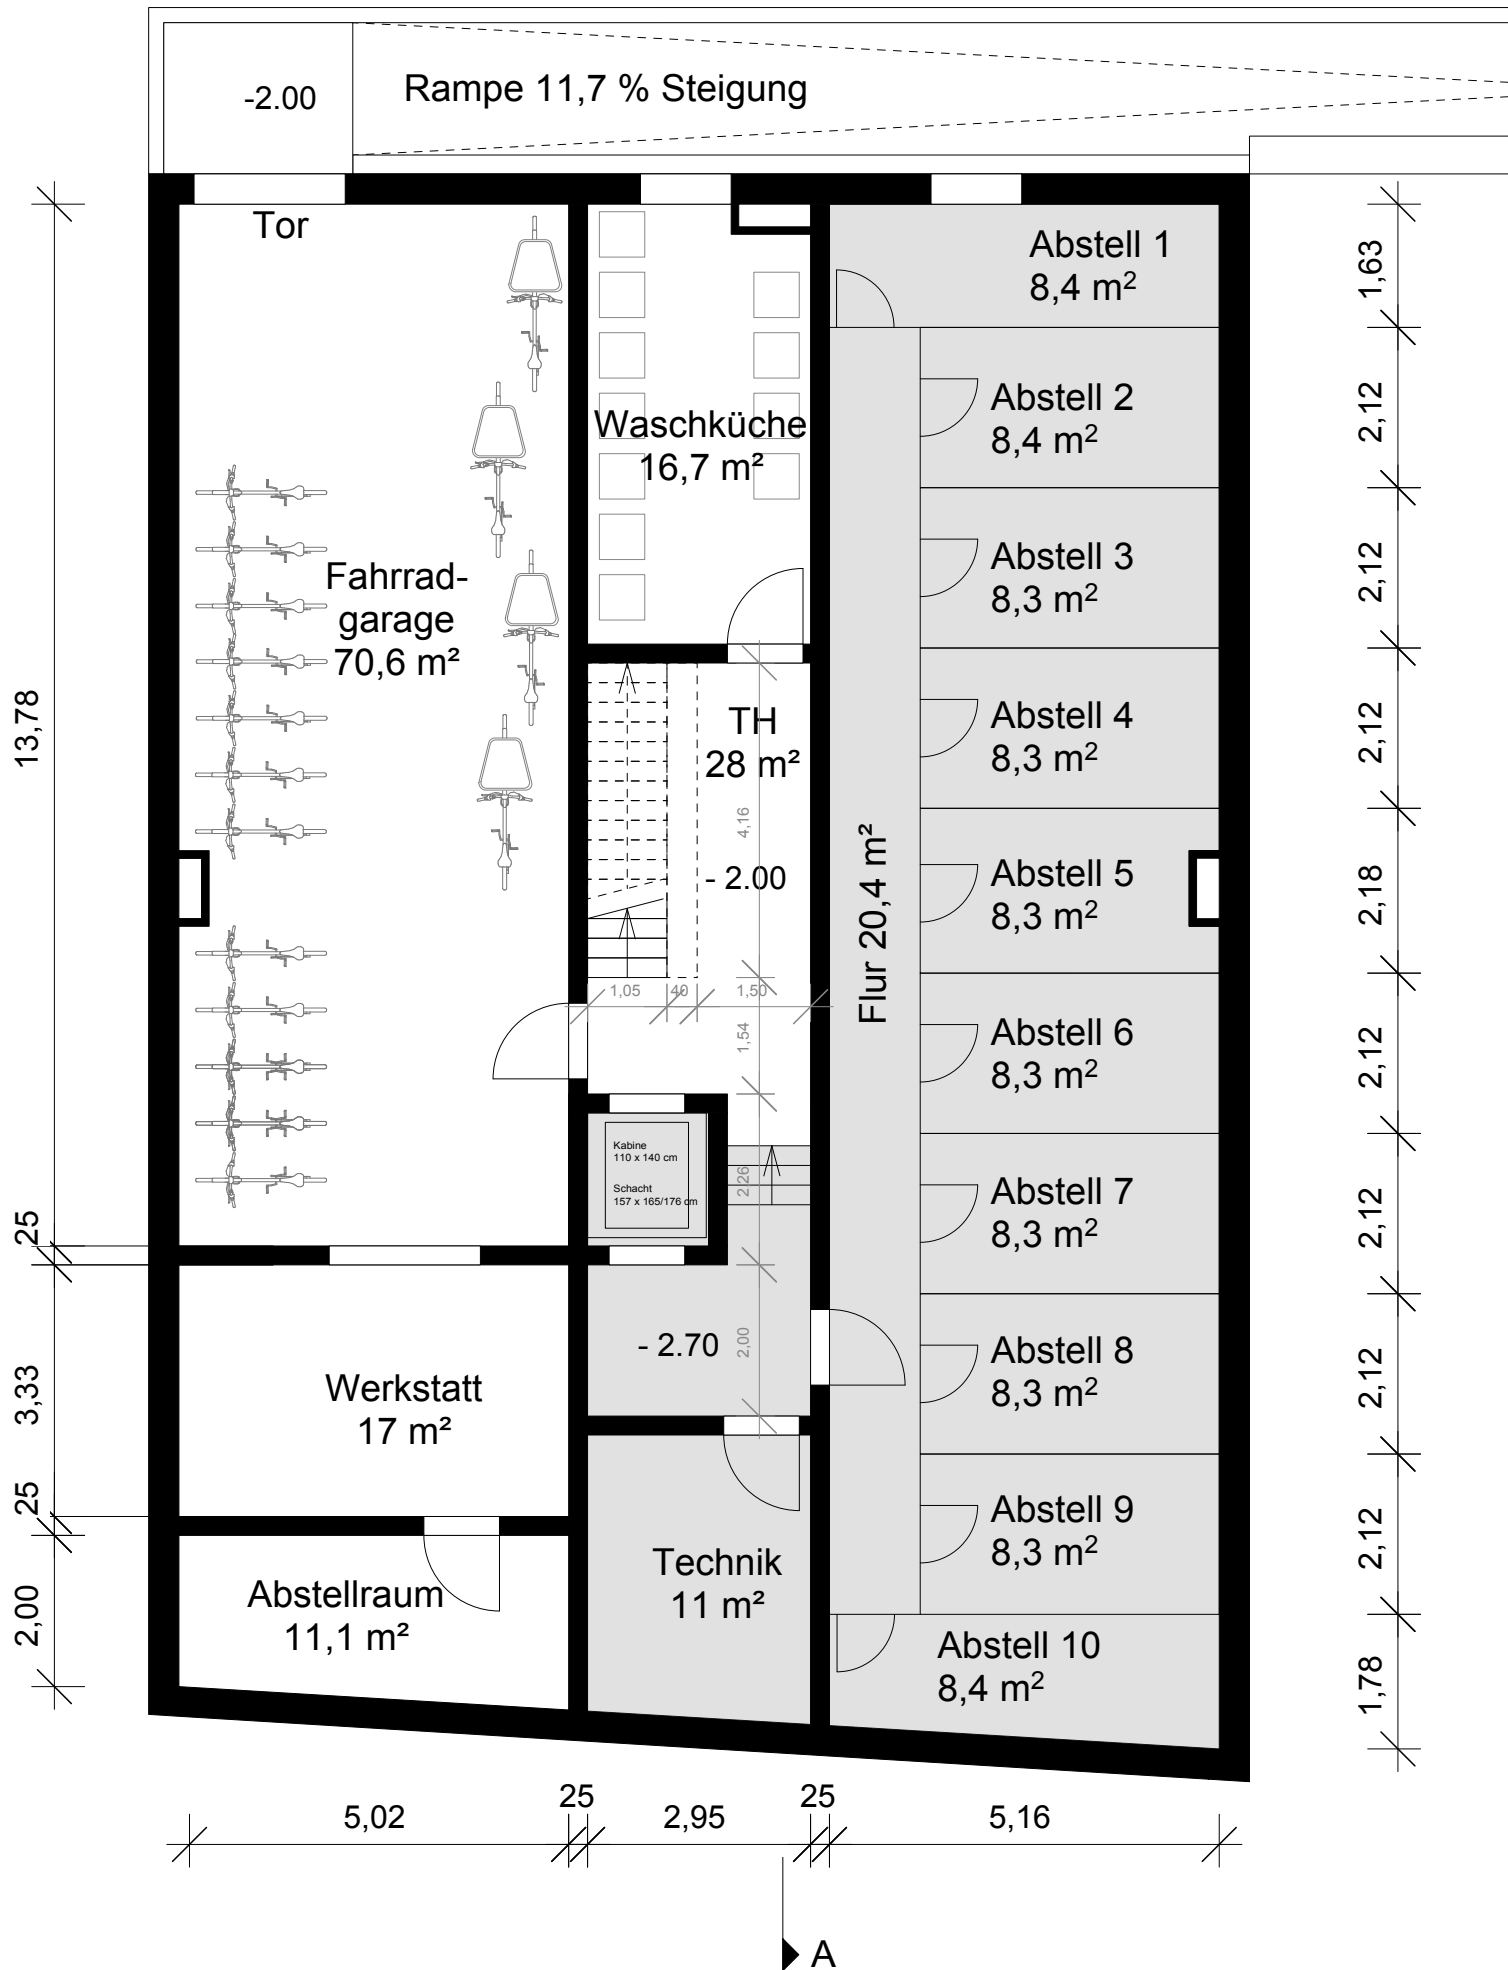 -2.00
Rampe 11,7 % Steigung
Tor
Abstell 1
8,4 m²
1,63
Abstell 2
8,4 m²
2,12
Waschküche
16,7 m²
Abstell 3
8,3 m²
2,12
Fahrrad-
garage
70,6 m²
13,78
TH
28 m²
4,16
- 2.00
Abstell 4
8,3 m²
2,12
Flur 20,4 m²
Abstell 5
8,3 m²
2,18
1,05
40
1,50
1,54
Abstell 6
8,3 m²
2,12
Kabine
110 x 140 cm
Schacht
157 x 165/176 cm
2,26
Abstell 7
8,3 m²
2,12
25
- 2.70
2,00
Abstell 8
8,3 m²
2,12
3,33
Werkstatt
17 m²
25
Abstell 9
8,3 m²
2,12
Technik
11 m²
Abstellraum
11,1 m²
2,00
Abstell 10
8,4 m²
1,78
5,02
25
2,95
25
5,16
A